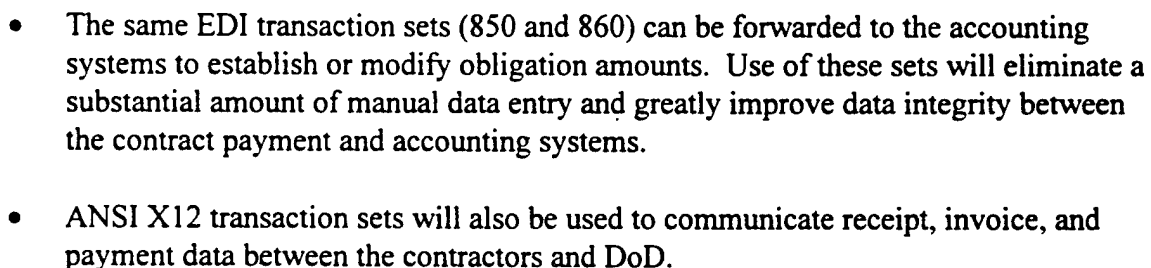 • The same EDI transaction sets (850 and 860) can be forwarded to the accounting
systems to establish or modify obligation amounts. Use of these sets will eliminate a
substantial amount of manual data entry and greatly improve data integrity between
the contract payment and accounting systems.
• ANSI X12 transaction sets will also be used to communicate receipt, invoice, and
payment data between the contractors and DoD.